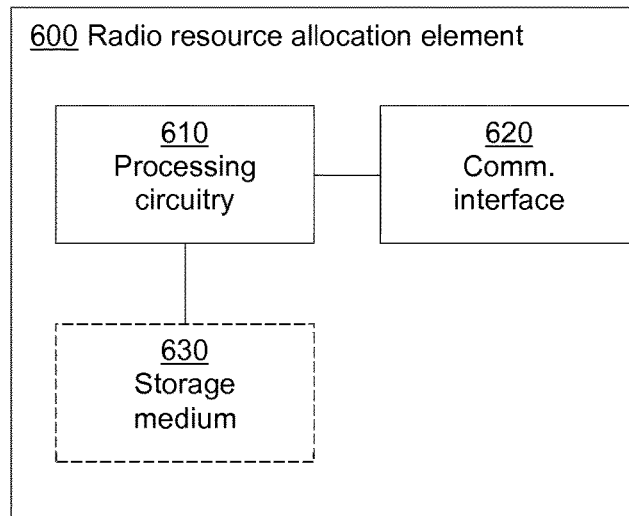 600 Radio resource allocation element
610
Processing
circuitry
620
Comm.
interface
630
Storage
medium